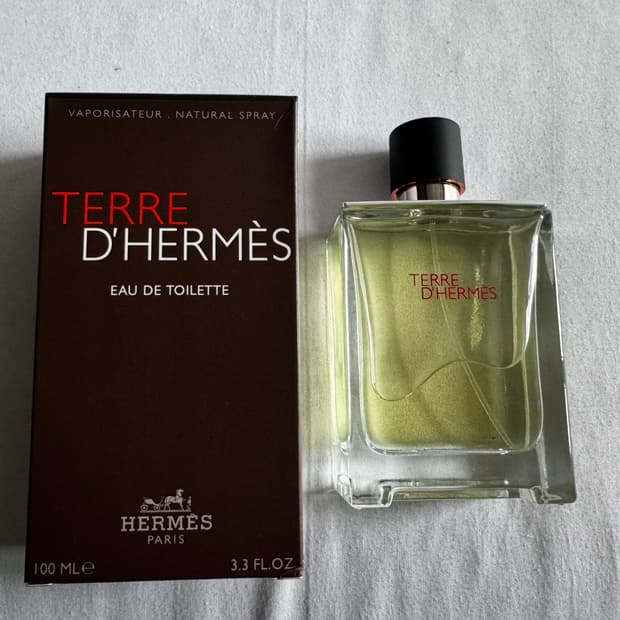 VAPORISATEUR . NATURAL SPRAY
TERRE
D'HERMÈS
EAU DE TOILETTE
HERMÈS
PARIS
100 ML℮
3.3 FL.OZ
TERRE
D'HERMÈS